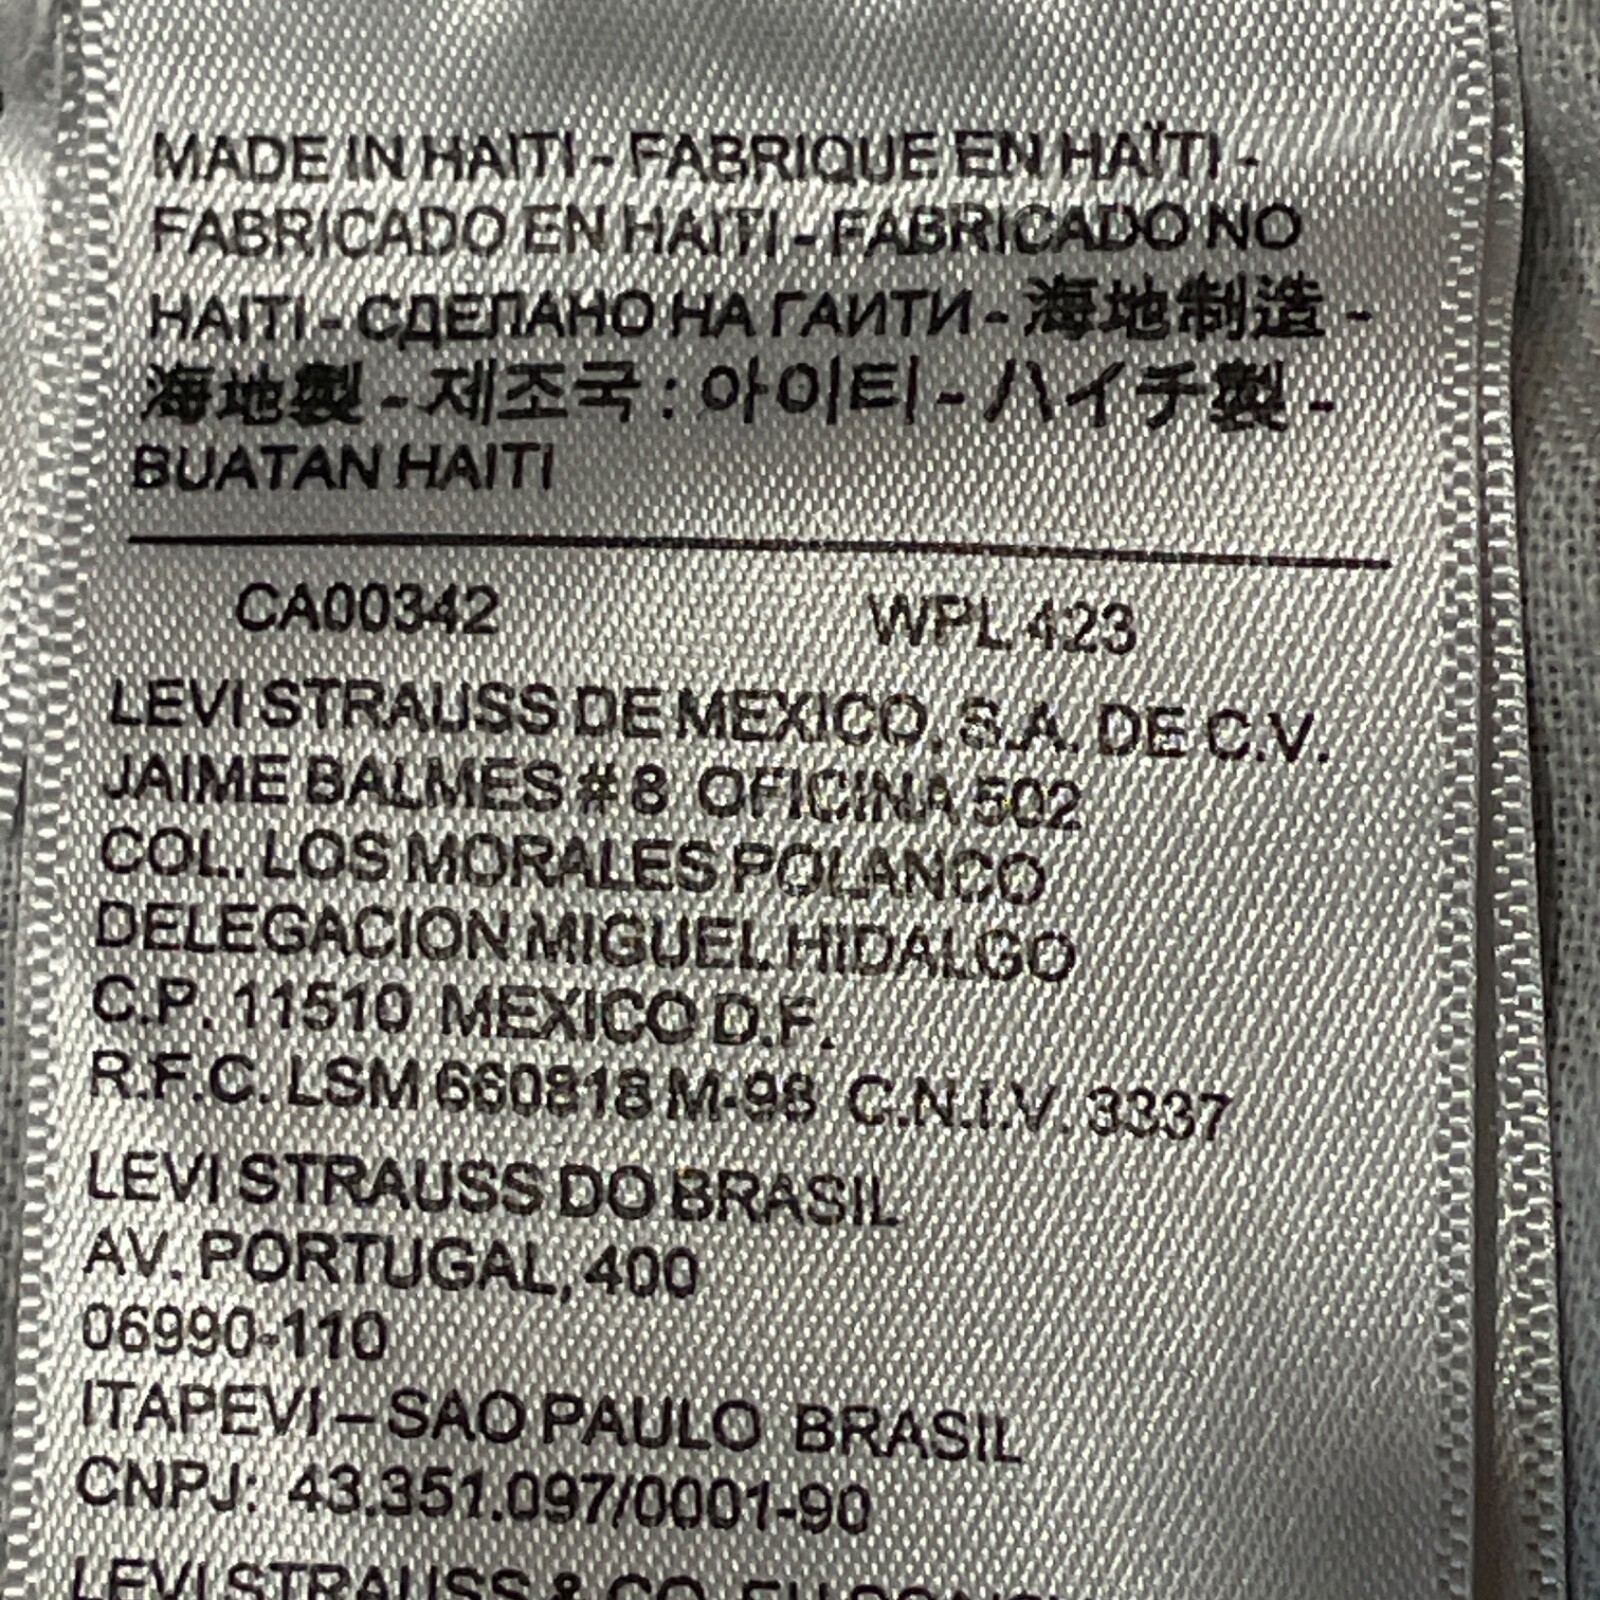 MADE IN HAITI - FABRIQUE EN HAÏTI -
FABRICADO EN HAITI - FABRICADO NO
HAITI - СДЕЛАНО НА ГАИТИ - 海地制造 -
海地製 - 제조국 : 아이티 - ハイチ製 -
BUATAN HAITI
CA00342 WPL 423
LEVI STRAUSS DE MEXICO, S.A. DE C.V.
JAIME BALMES #8 OFICINA 502
COL. LOS MORALES POLANCO
DELEGACION MIGUEL HIDALGO
C.P. 11510 MEXICO D.F.
R.F.C. LSM 660818 M-98 C.N.I.V. 3337
LEVI STRAUSS DO BRASIL
AV. PORTUGAL, 400
06990-110
ITAPEVI – SAO PAULO BRASIL
CNPJ: 43.351.097/0001-90
LEVI STRAUSS & CO.